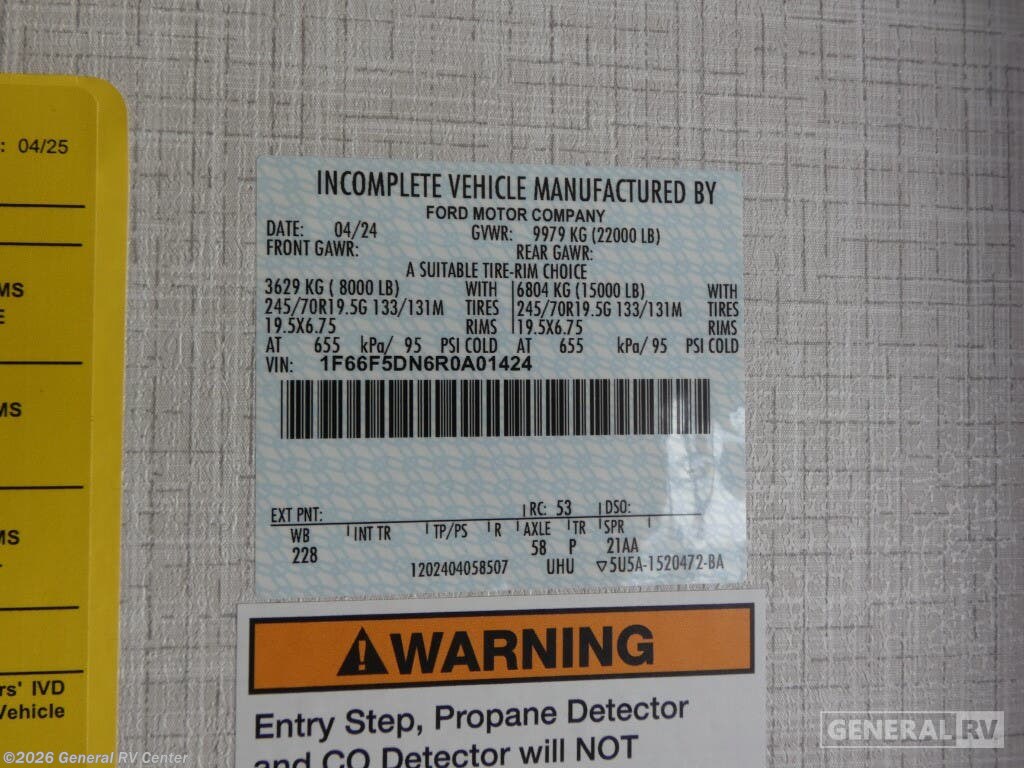 : 04/25
MS
E
MS
MS
rs' IVD
Vehicle
INCOMPLETE VEHICLE MANUFACTURED BY
FORD MOTOR COMPANY
DATE: 04/24 GVWR: 9979 KG (22000 LB)
FRONT GAWR: REAR GAWR:
A SUITABLE TIRE-RIM CHOICE
3629 KG ( 8000 LB) WITH 6804 KG (15000 LB) WITH
245/70R19.5G 133/131M TIRES 245/70R19.5G 133/131M TIRES
19.5X6.75 RIMS 19.5X6.75 RIMS
AT 655 kPa/ 95 PSI COLD AT 655 kPa/ 95 PSI COLD
VIN: 1F66F5DN6R0A01424
EXT PNT: RC: 53 DSO:
WB INT TR TP/PS R AXLE TR SPR
228 58 P 21AA
1202404058507 UHU ▽5U5A-1520472-BA
⚠WARNING
Entry Step, Propane Detector
and CO Detector will NOT
©2026 General RV Center
GENERAL RV